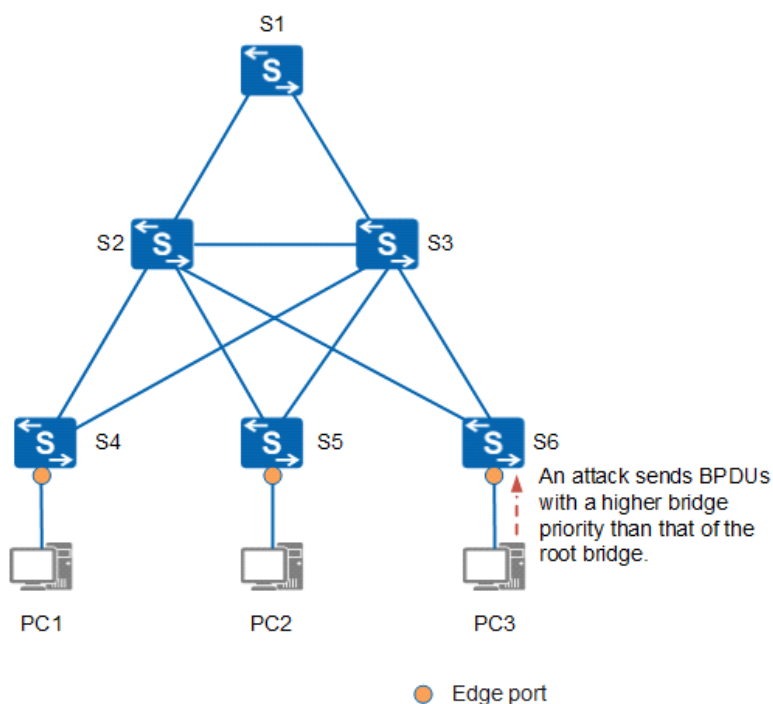 S1
S
S2
S
S
S3
S
S4
S
S5
S
S6
An attack sends BPDUs
with a higher bridge
priority than that of the
root bridge.
PC1
PC2
PC3
Edge port